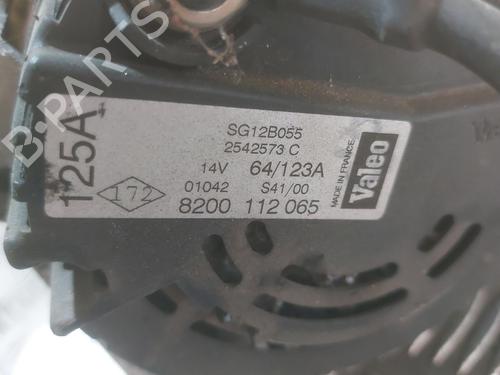 B-PARTS
125A
172
SG12B055
2542573 C
14V 64/123A
01042 S41/00
8200 112 065
MADE IN FRANCE
Valeo